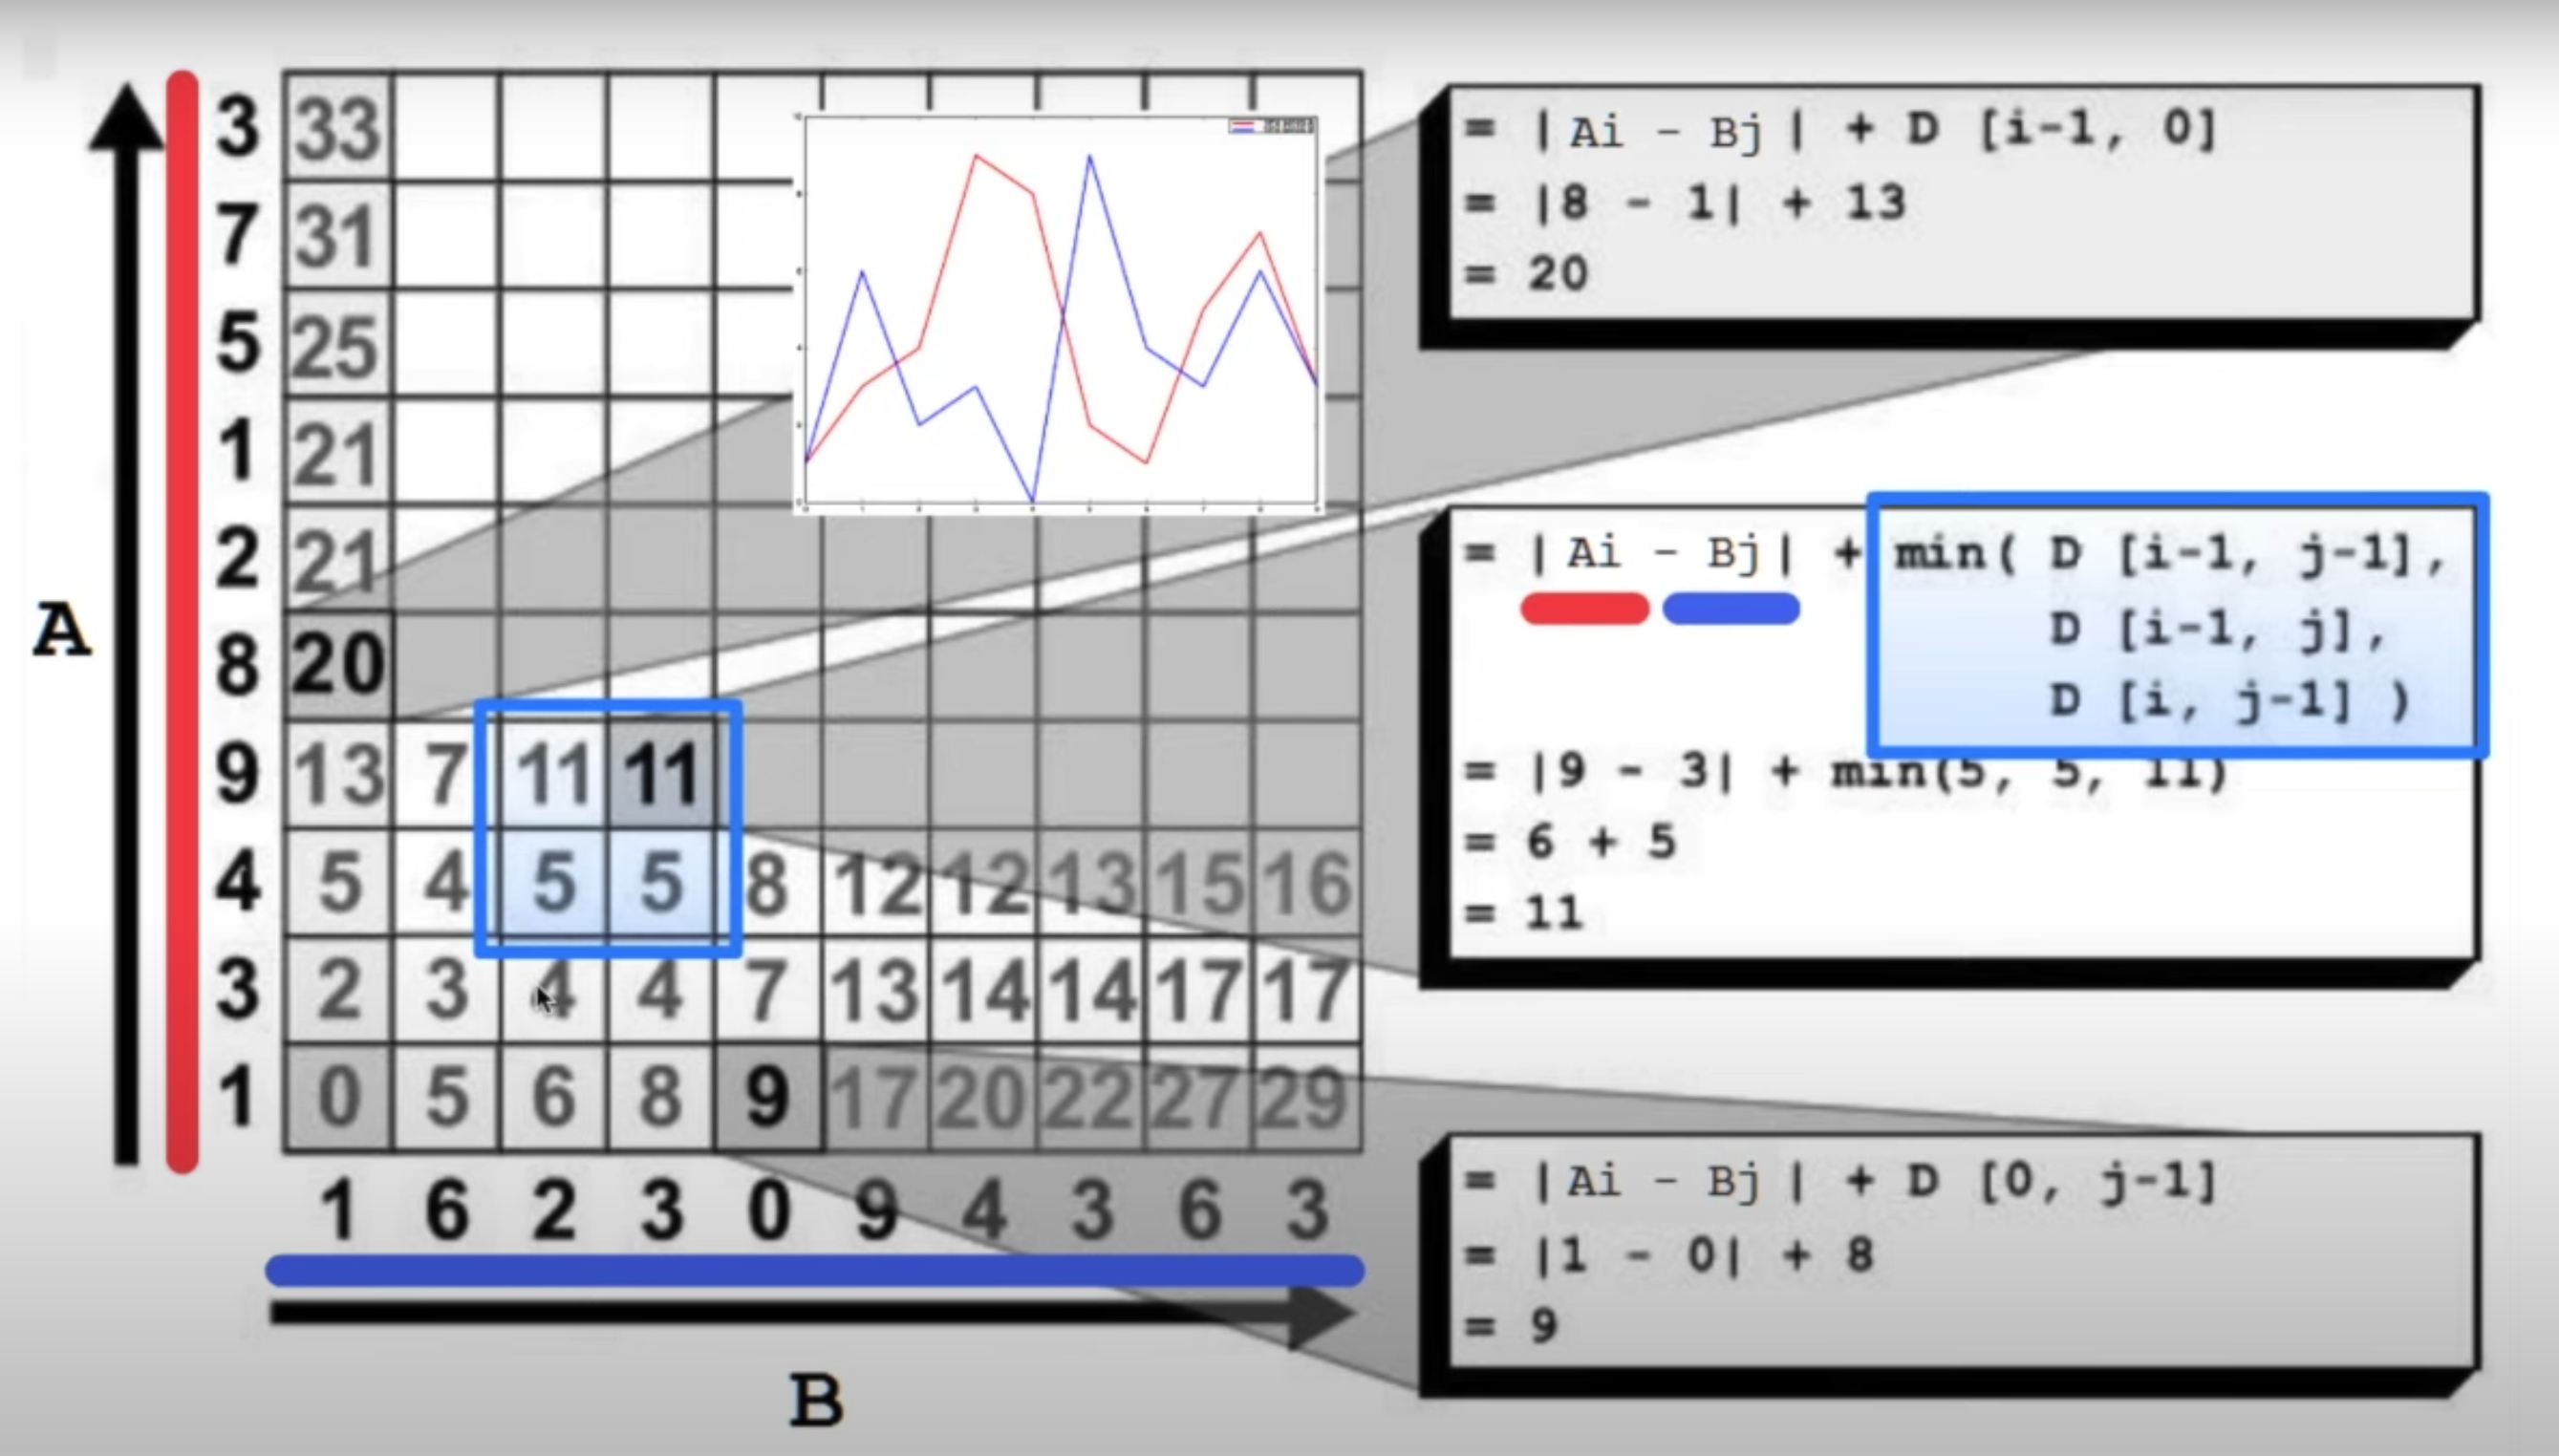 3 33
7 31
5 25
1 21
2 21
8 20
9 13 7 11 11
4 5 4 5 5 8 12 12 13 15 16
3 2 3 4 4 7 13 14 14 17 17
1 0 5 6 8 9 17 20 22 27 29
1 6 2 3 0 9 4 3 6 3
A
B
= | Ai - Bj | + D [i-1, 0]
= |8 - 1| + 13
= 20
= | Ai - Bj | + min( D [i-1, j-1],
D [i-1, j],
D [i, j-1] )
= |9 - 3| + min(5, 5, 11)
= 6 + 5
= 11
= | Ai - Bj | + D [0, j-1]
= |1 - 0| + 8
= 9